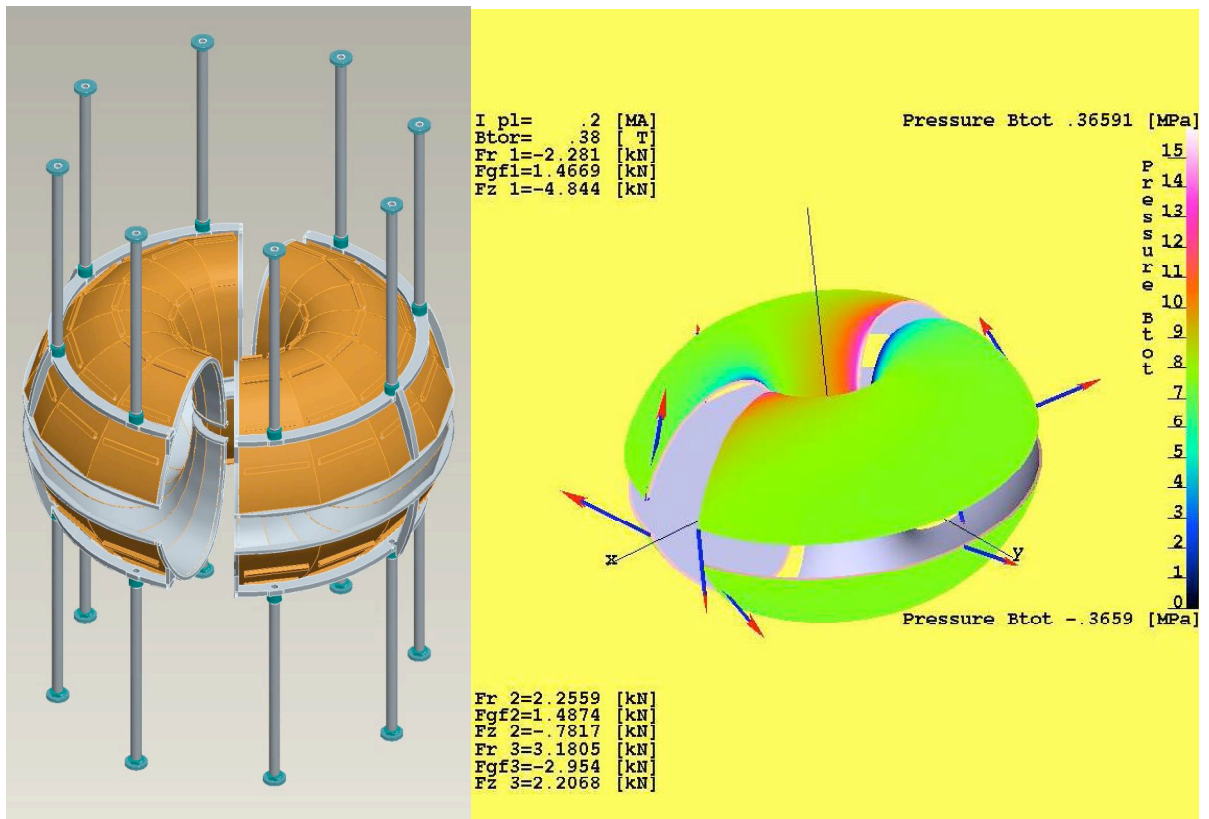 I pl= .2 [MA]
Btor= .38 [ T]
Fr 1=-2.281 [kN]
Fgf1=1.4669 [kN]
Fz 1=-4.844 [kN]
Pressure Btot .36591 [MPa]
15
14
13
12
11
10
9
8
7
6
5
4
3
2
1
0
Pressure Btot
x
y
Pressure Btot -.3659 [MPa]
Fr 2=2.2559 [kN]
Fgf2=1.4874 [kN]
Fz 2=-.7817 [kN]
Fr 3=3.1805 [kN]
Fgf3=-2.954 [kN]
Fz 3=2.2068 [kN]